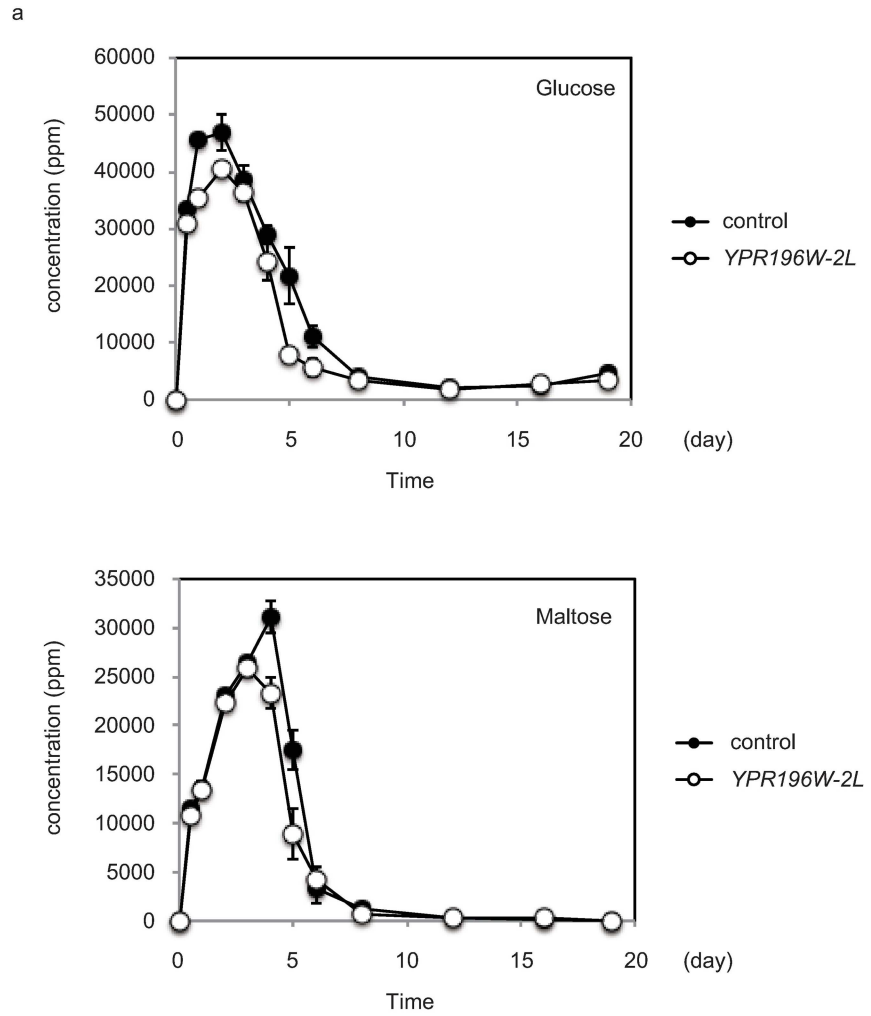 a
60000
50000
40000
30000
20000
10000
0
concentration (ppm)
Glucose
control
YPR196W-2L
0 5 10 15 20 (day)
Time
35000
30000
25000
20000
15000
10000
5000
0
concentration (ppm)
Maltose
control
YPR196W-2L
0 5 10 15 20 (day)
Time